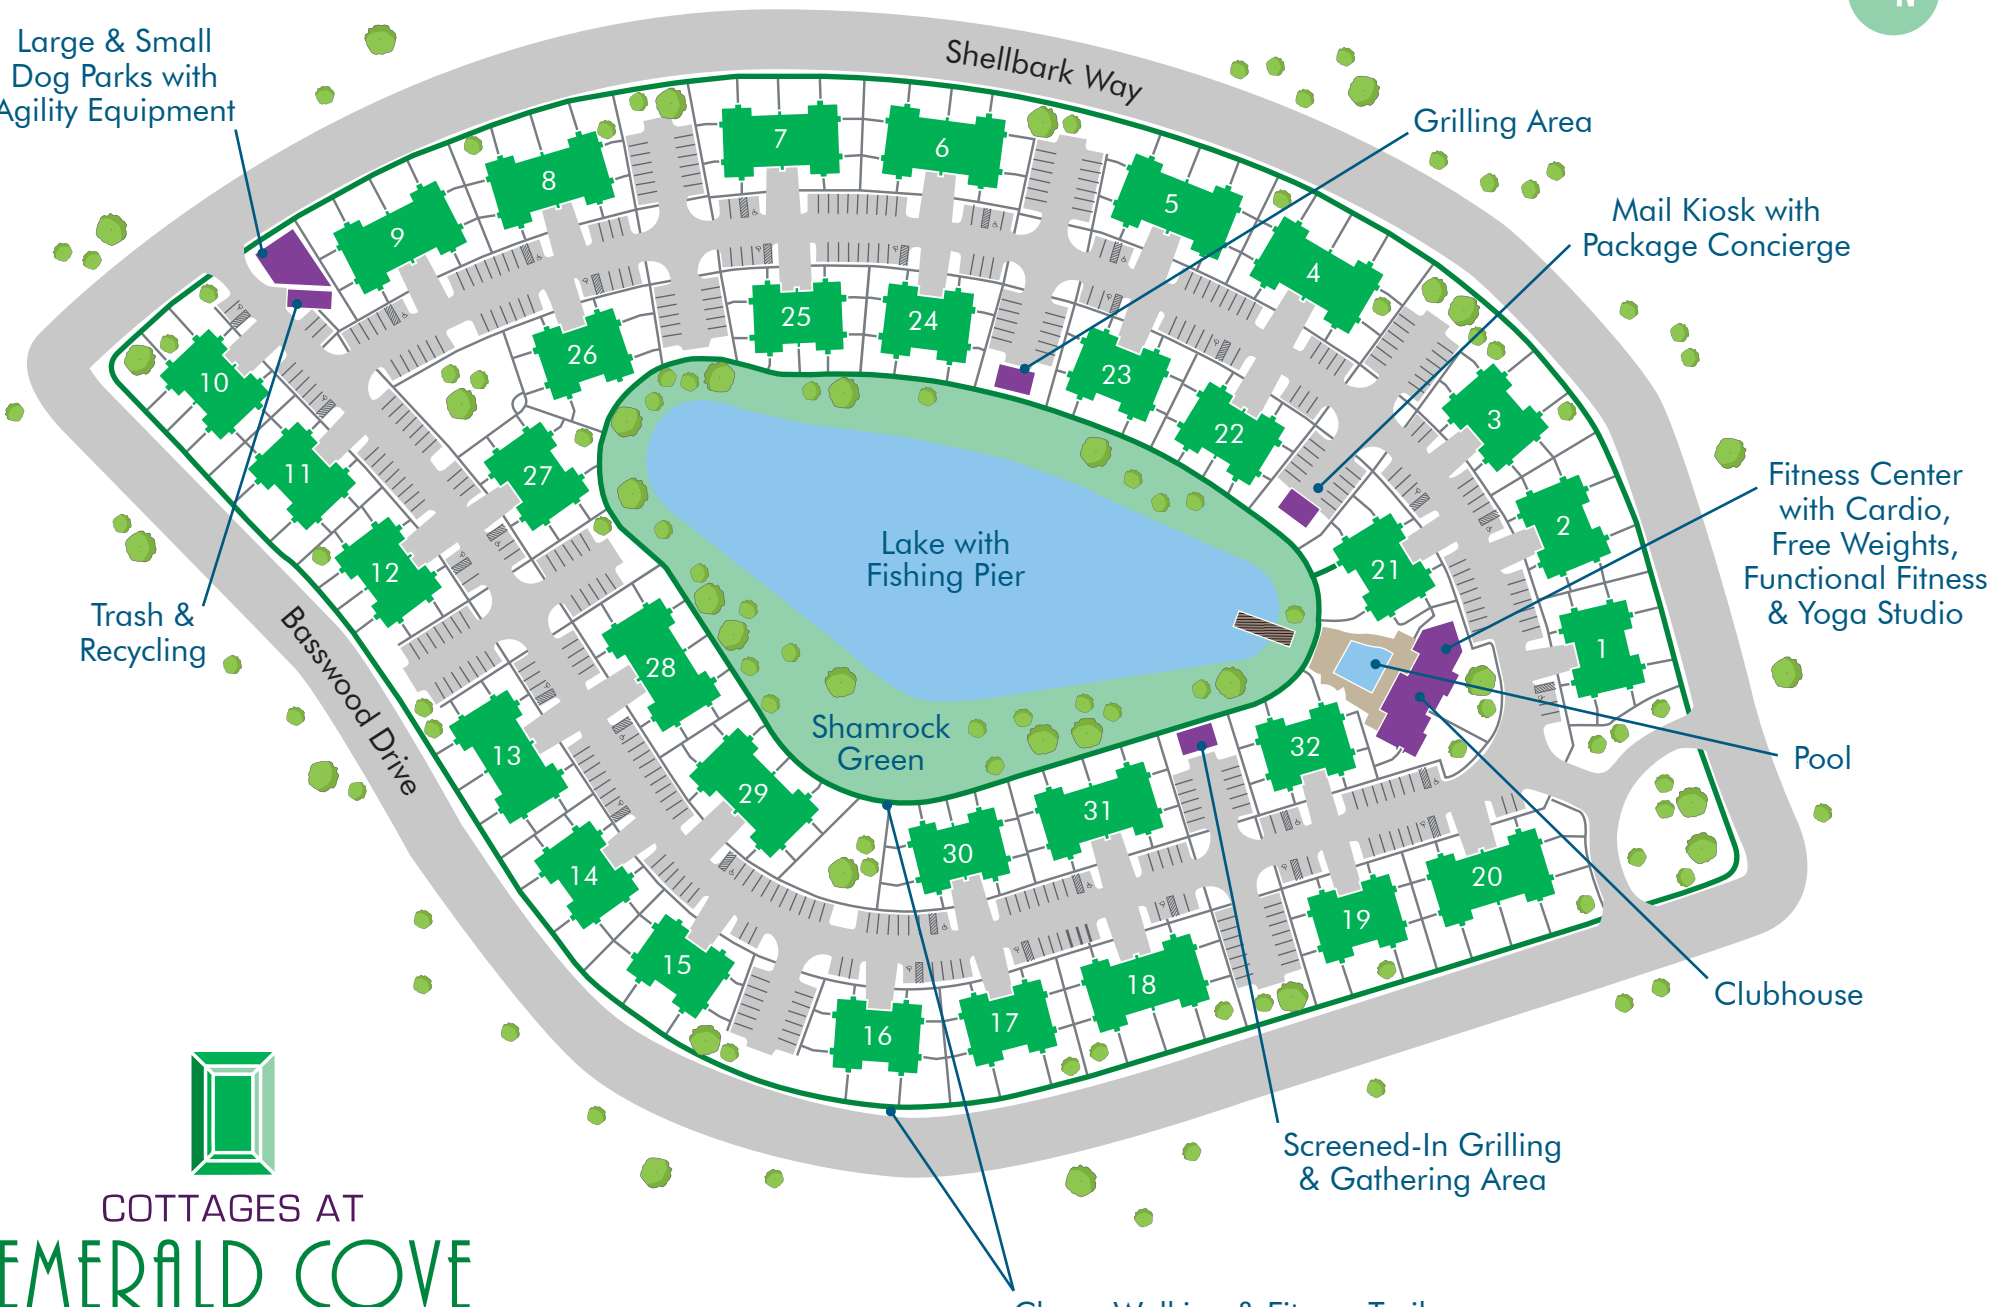 N
Large & Small
Dog Parks with
Agility Equipment
Shellbark Way
Grilling Area
Mail Kiosk with
Package Concierge
Fitness Center
with Cardio,
Free Weights,
Functional Fitness
& Yoga Studio
Pool
Clubhouse
Screened-In Grilling
& Gathering Area
Trash &
Recycling
Basswood Drive
Lake with
Fishing Pier
Shamrock
Green
1
2
3
4
5
6
7
8
9
10
11
12
13
14
15
16
17
18
19
20
21
22
23
24
25
26
27
28
29
30
31
32
COTTAGES AT
EMERALD COVE
Walking & Fitness Trail